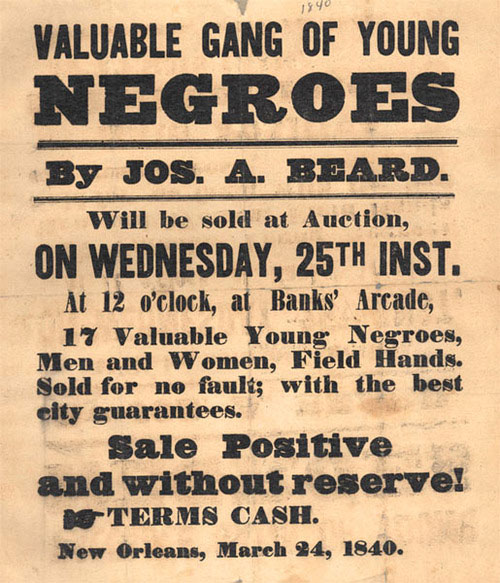 1840
VALUABLE GANG OF YOUNG
NEGROES
By JOS. A. BEARD.
Will be sold at Auction,
ON WEDNESDAY, 25TH INST.
At 12 o'clock, at Banks' Arcade,
17 Valuable Young Negroes,
Men and Women, Field Hands.
Sold for no fault; with the best
city guarantees.
Sale Positive
and without reserve!
☛ TERMS CASH.
New Orleans, March 24, 1840.